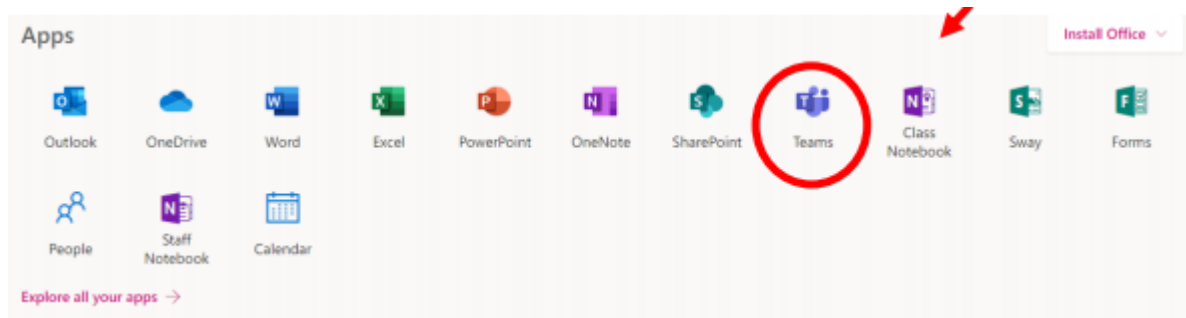 Apps
Install Office
Outlook OneDrive Word Excel PowerPoint OneNote SharePoint Teams Class Notebook Sway Forms
People Staff Notebook Calendar
Explore all your apps →